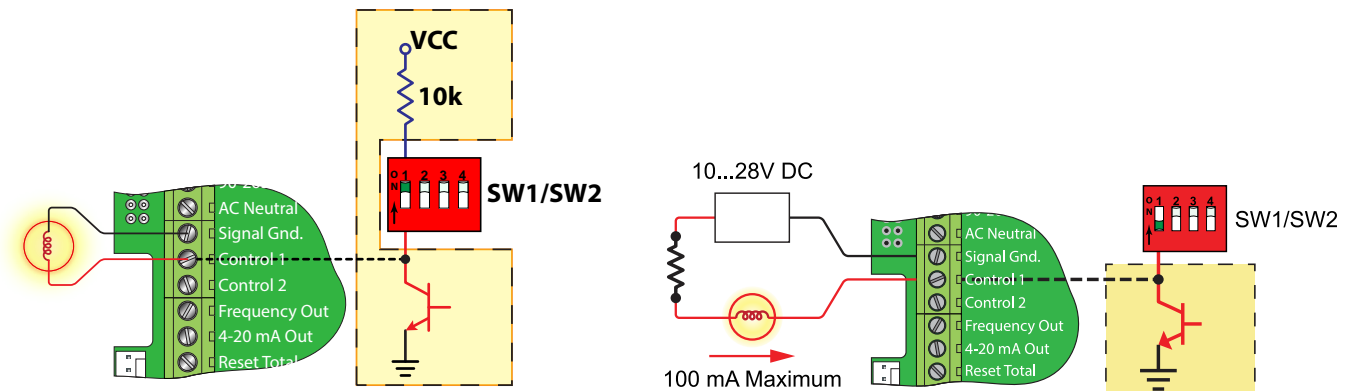 VCC
10k
O
N
1 2 3 4
SW1/SW2
AC Neutral
Signal Gnd.
Control 1
Control 2
Frequency Out
4-20 mA Out
Reset Total
10...28V DC
100 mA Maximum
AC Neutral
Signal Gnd.
Control 1
Control 2
Frequency Out
4-20 mA Out
Reset Total
O
N
1 2 3 4
SW1/SW2